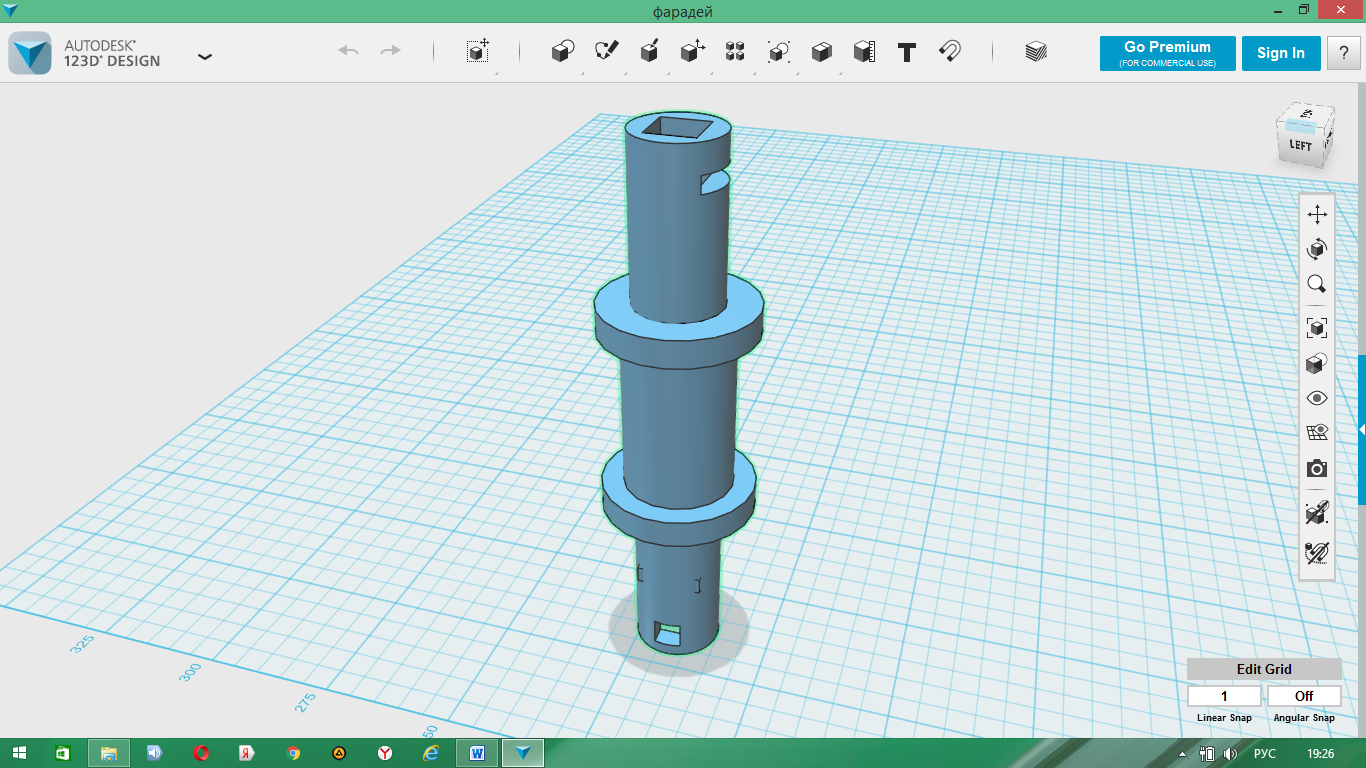 фарадей
AUTODESK®
123D® DESIGN
Go Premium
(FOR COMMERCIAL USE)
Sign In
?
T
LEFT
325
300
275
50
Edit Grid
1
Off
Linear Snap
Angular Snap
РУС
19:26